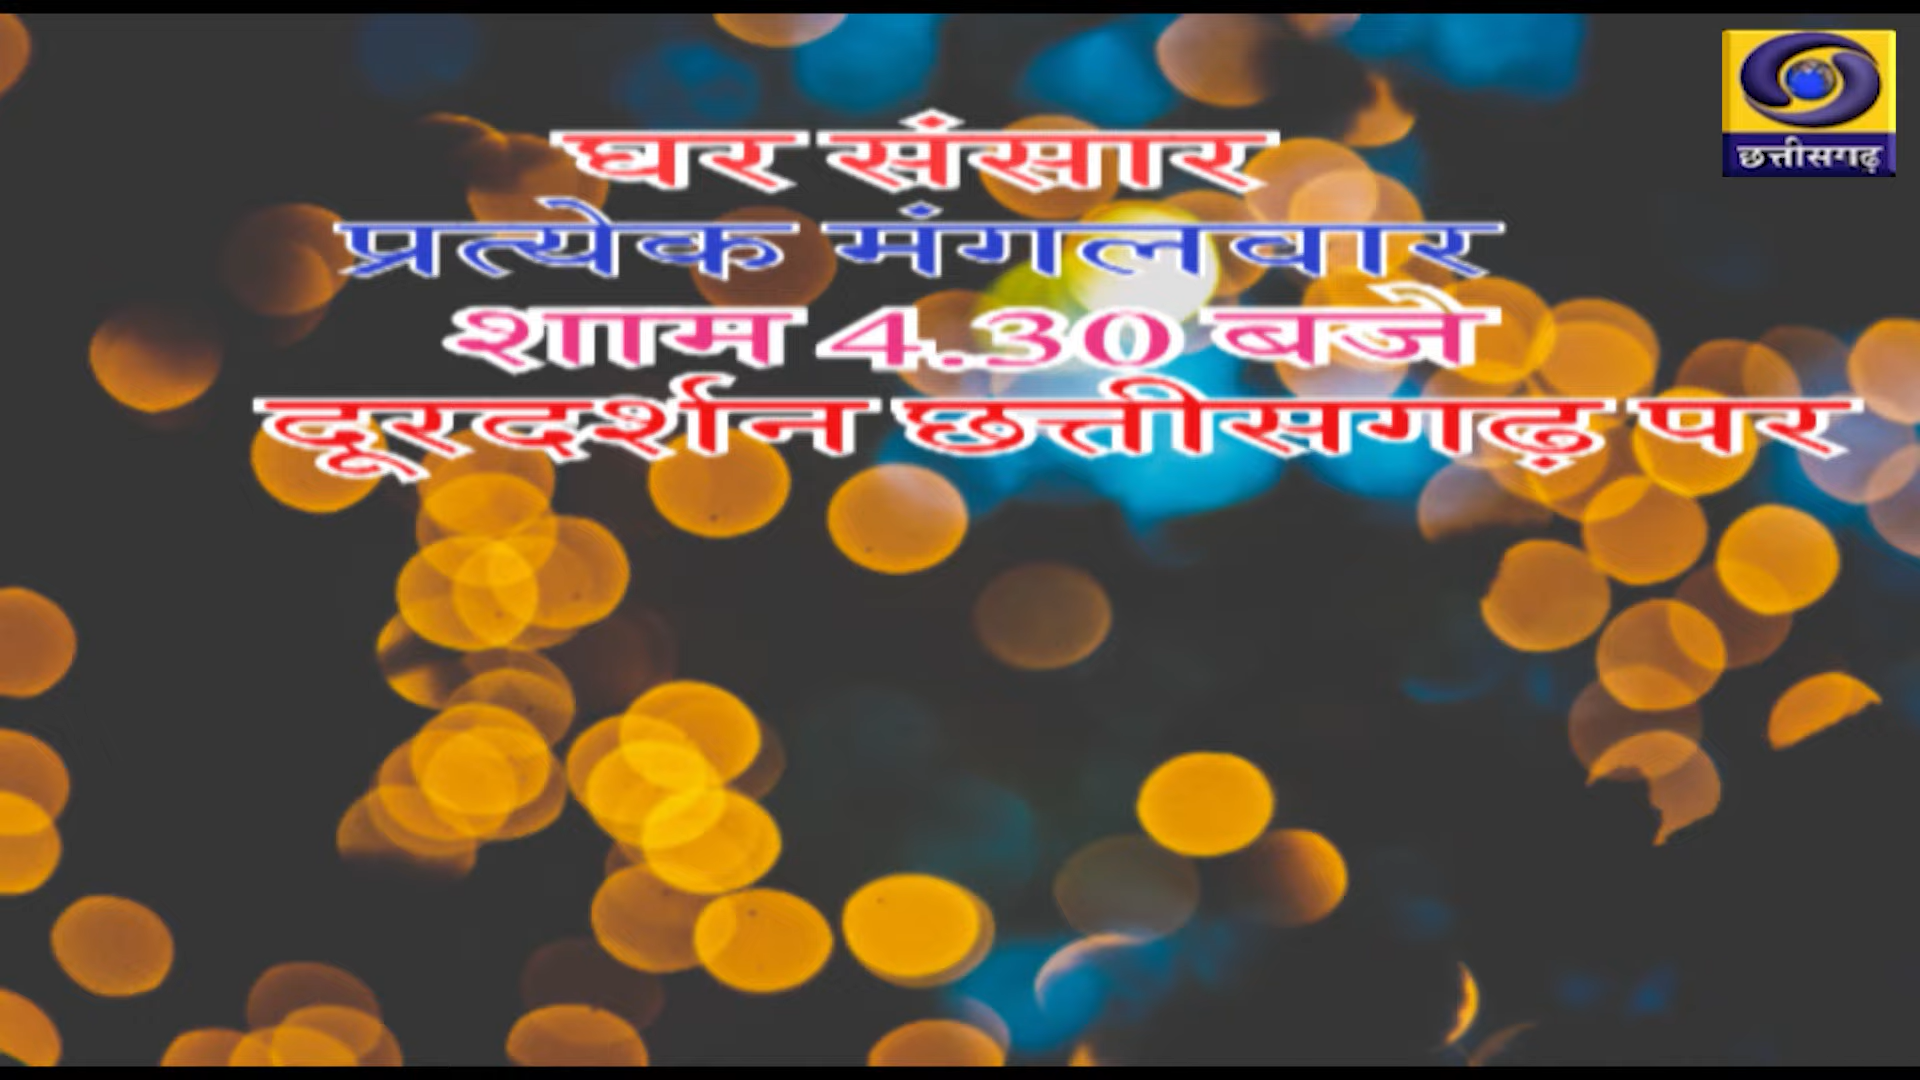 घर संसार
प्रत्येक मंगलवार
शाम 4.30 बजे
दूरदर्शन छत्तीसगढ़ पर
छत्तीसगढ़